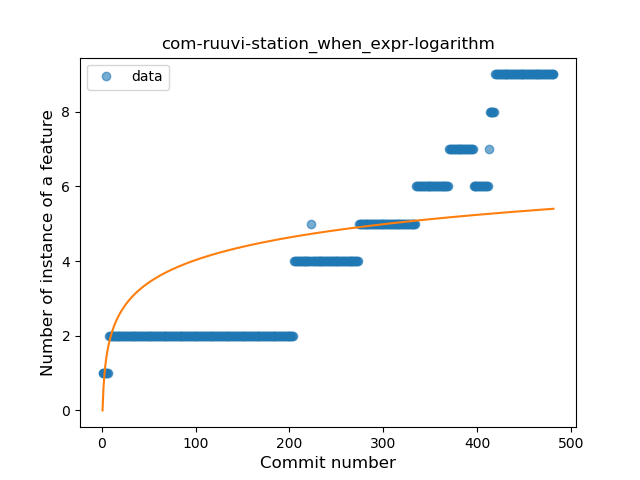 com-ruuvi-station_when_expr-logarithm
data
Number of instance of a feature
8
6
4
2
0
0 100 200 300 400 500
Commit number